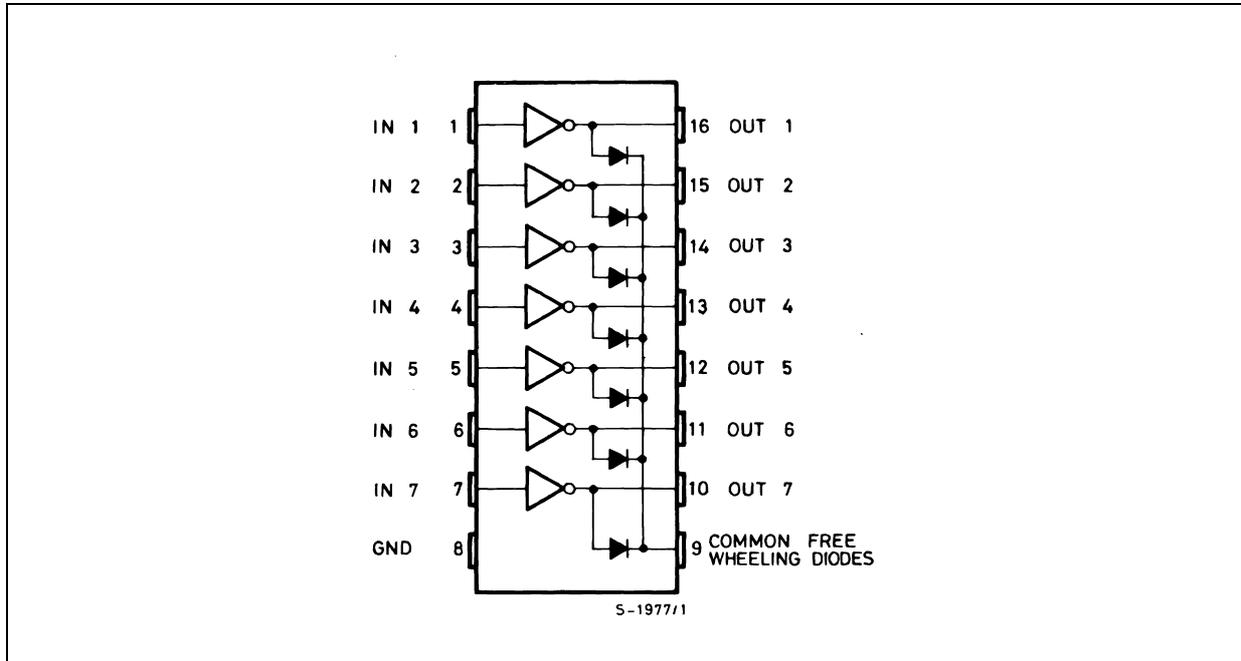 IN 1 1 16 OUT 1
IN 2 2 15 OUT 2
IN 3 3 14 OUT 3
IN 4 4 13 OUT 4
IN 5 5 12 OUT 5
IN 6 6 11 OUT 6
IN 7 7 10 OUT 7
GND 8 9 COMMON FREE
WHEELING DIODES
S-1977/1